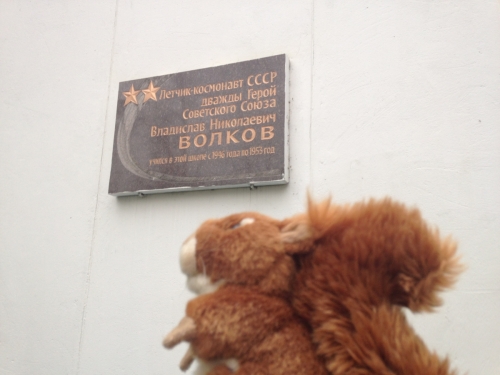 Летчик-космонавт СССР
дважды Герой
Советского Союза
Владислав Николаевич
ВОЛКОВ
учился в этой школе с 1946 года по 1953 год